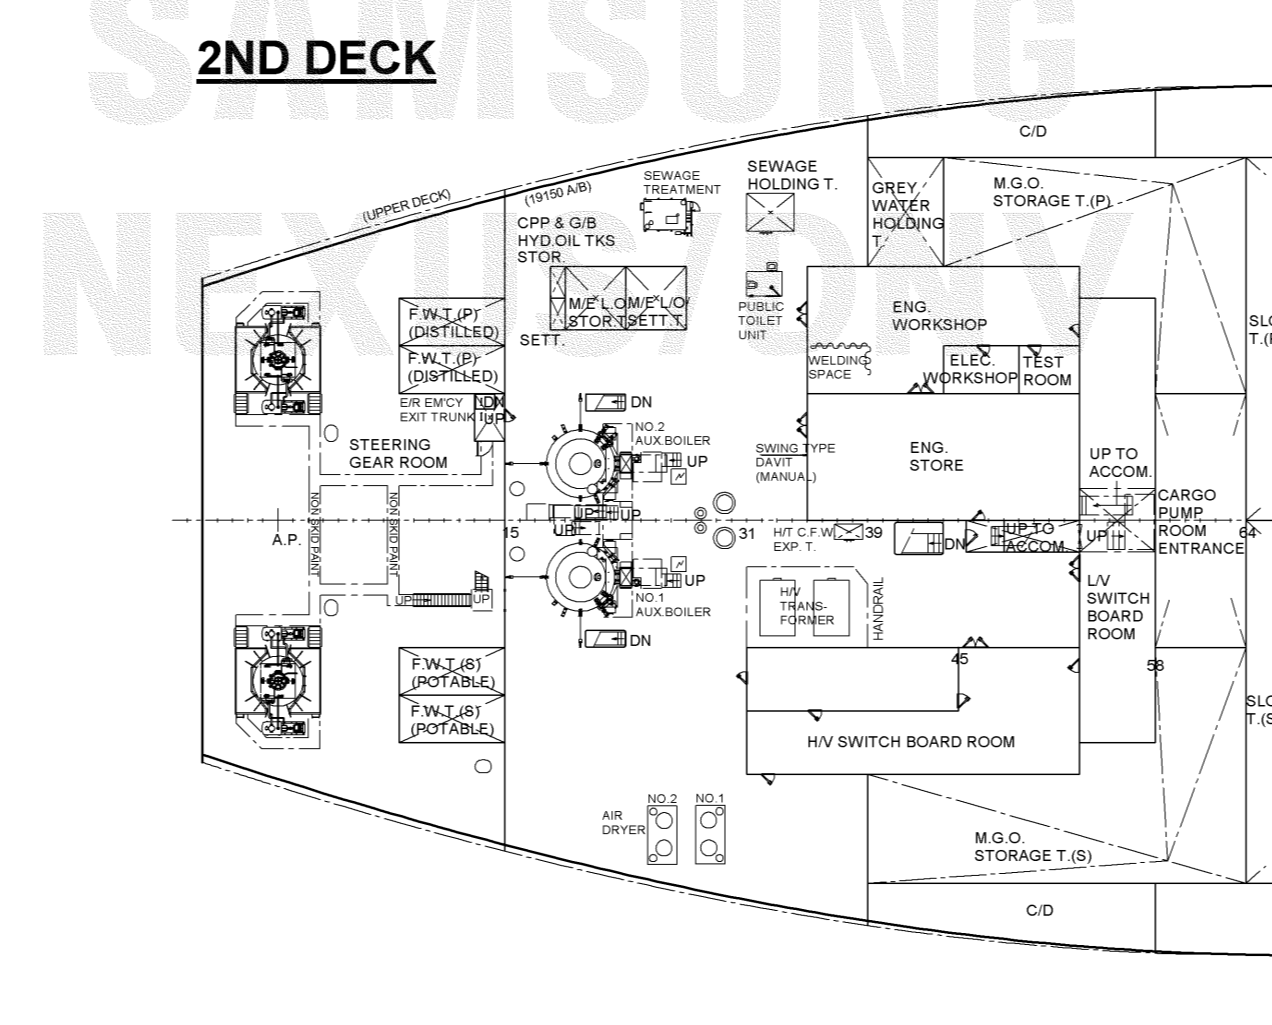 SAMSUNG
2ND DECK
NEXUS/DNV
(UPPER DECK)
(19150 A/B)
C/D
SEWAGE
TREATMENT
SEWAGE
HOLDING T.
GREY
WATER
HOLDING
T.
M.G.O.
STORAGE T.(P)
CPP & G/B
HYD.OIL TKS
STOR.
M/E L.O
STOR.T
M/E L/O
SETT.T
SETT.
PUBLIC
TOILET
UNIT
ENG.
WORKSHOP
WELDING
SPACE
ELEC.
WORKSHOP
TEST
ROOM
F.W.T.(P)
(DISTILLED)
F.W.T.(P)
(DISTILLED)
E/R EM'CY
EXIT TRUNK
DN
UP
STEERING
GEAR ROOM
DN
NO.2
AUX.BOILER
UP
SWING TYPE
DAVIT
(MANUAL)
ENG.
STORE
UP TO
ACCOM.
CARGO
PUMP
ROOM
ENTRANCE
NON SKID PAINT
NON SKID PAINT
A.P.
15
UP
UP
UP
31
H/T C.F.W
EXP. T.
39
DN
UP TO
ACCOM.
UP
64
UP
NO.1
AUX.BOILER
DN
UP
UP
H/V
TRANS-
FORMER
HANDRAIL
L/V
SWITCH
BOARD
ROOM
45
58
F.W.T.(S)
(POTABLE)
F.W.T.(S)
(POTABLE)
H/V SWITCH BOARD ROOM
SLO
T.(P
SLO
T.(S
AIR
DRYER
NO.2
NO.1
M.G.O.
STORAGE T.(S)
C/D